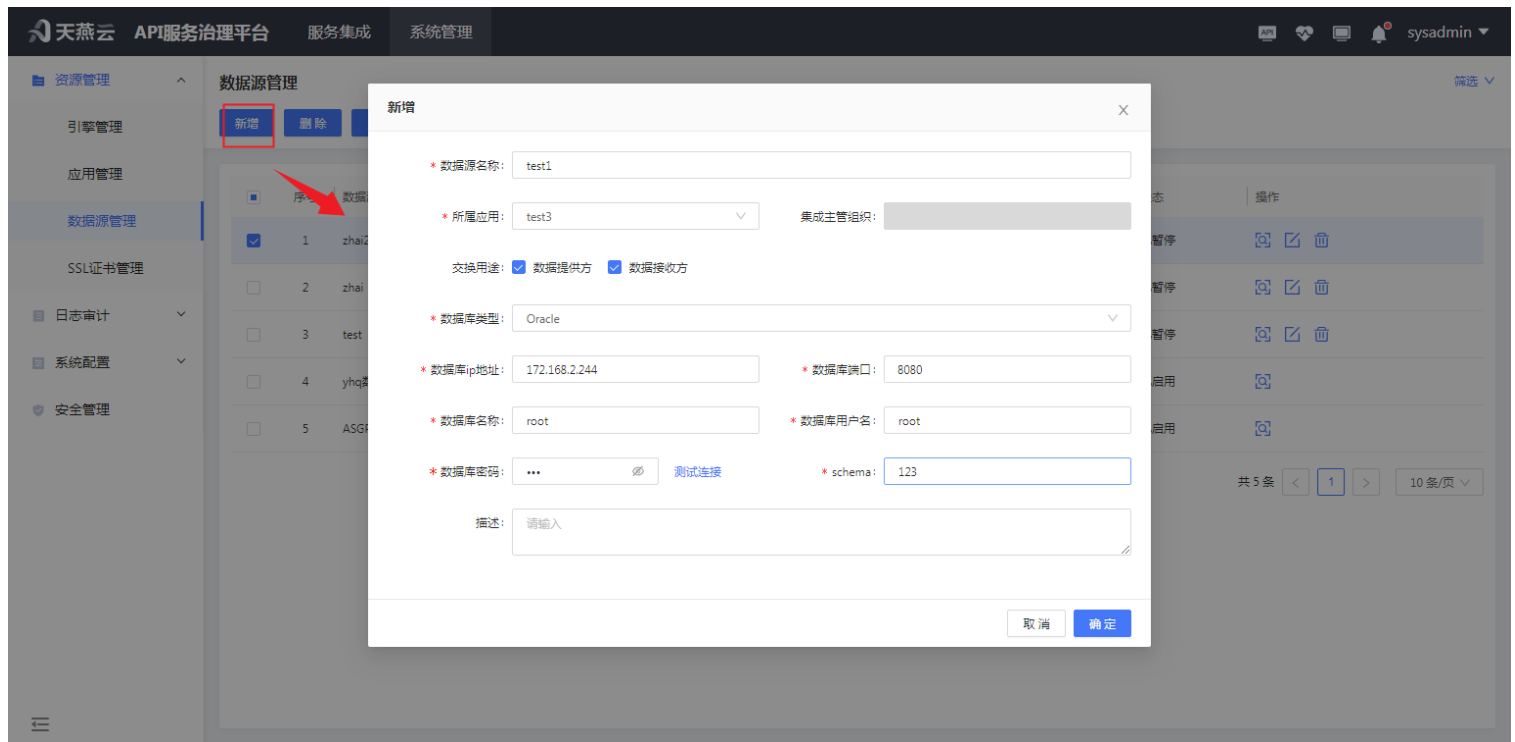 天燕云 API服务治理平台 服务集成 系统管理 API sysadmin
资源管理
引擎管理
应用管理
数据源管理
SSL证书管理
日志审计
系统配置
安全管理
数据源管理 筛选
新增 删除
序号 数据 态 操作
1 zhai2 暂停
2 zhai 暂停
3 test 暂停
4 yhq 启用
5 ASGF 启用
共5条 < 1 > 10 条/页
新增
* 数据源名称: test1
* 所属应用: test3 集成主管组织:
交换用途: 数据提供方 数据接收方
* 数据库类型: Oracle
* 数据库ip地址: 172.168.2.244 * 数据库端口: 8080
* 数据库名称: root * 数据库用户名: root
* 数据库密码: ••• 测试连接 * schema: 123
描述: 请输入
取消 确定